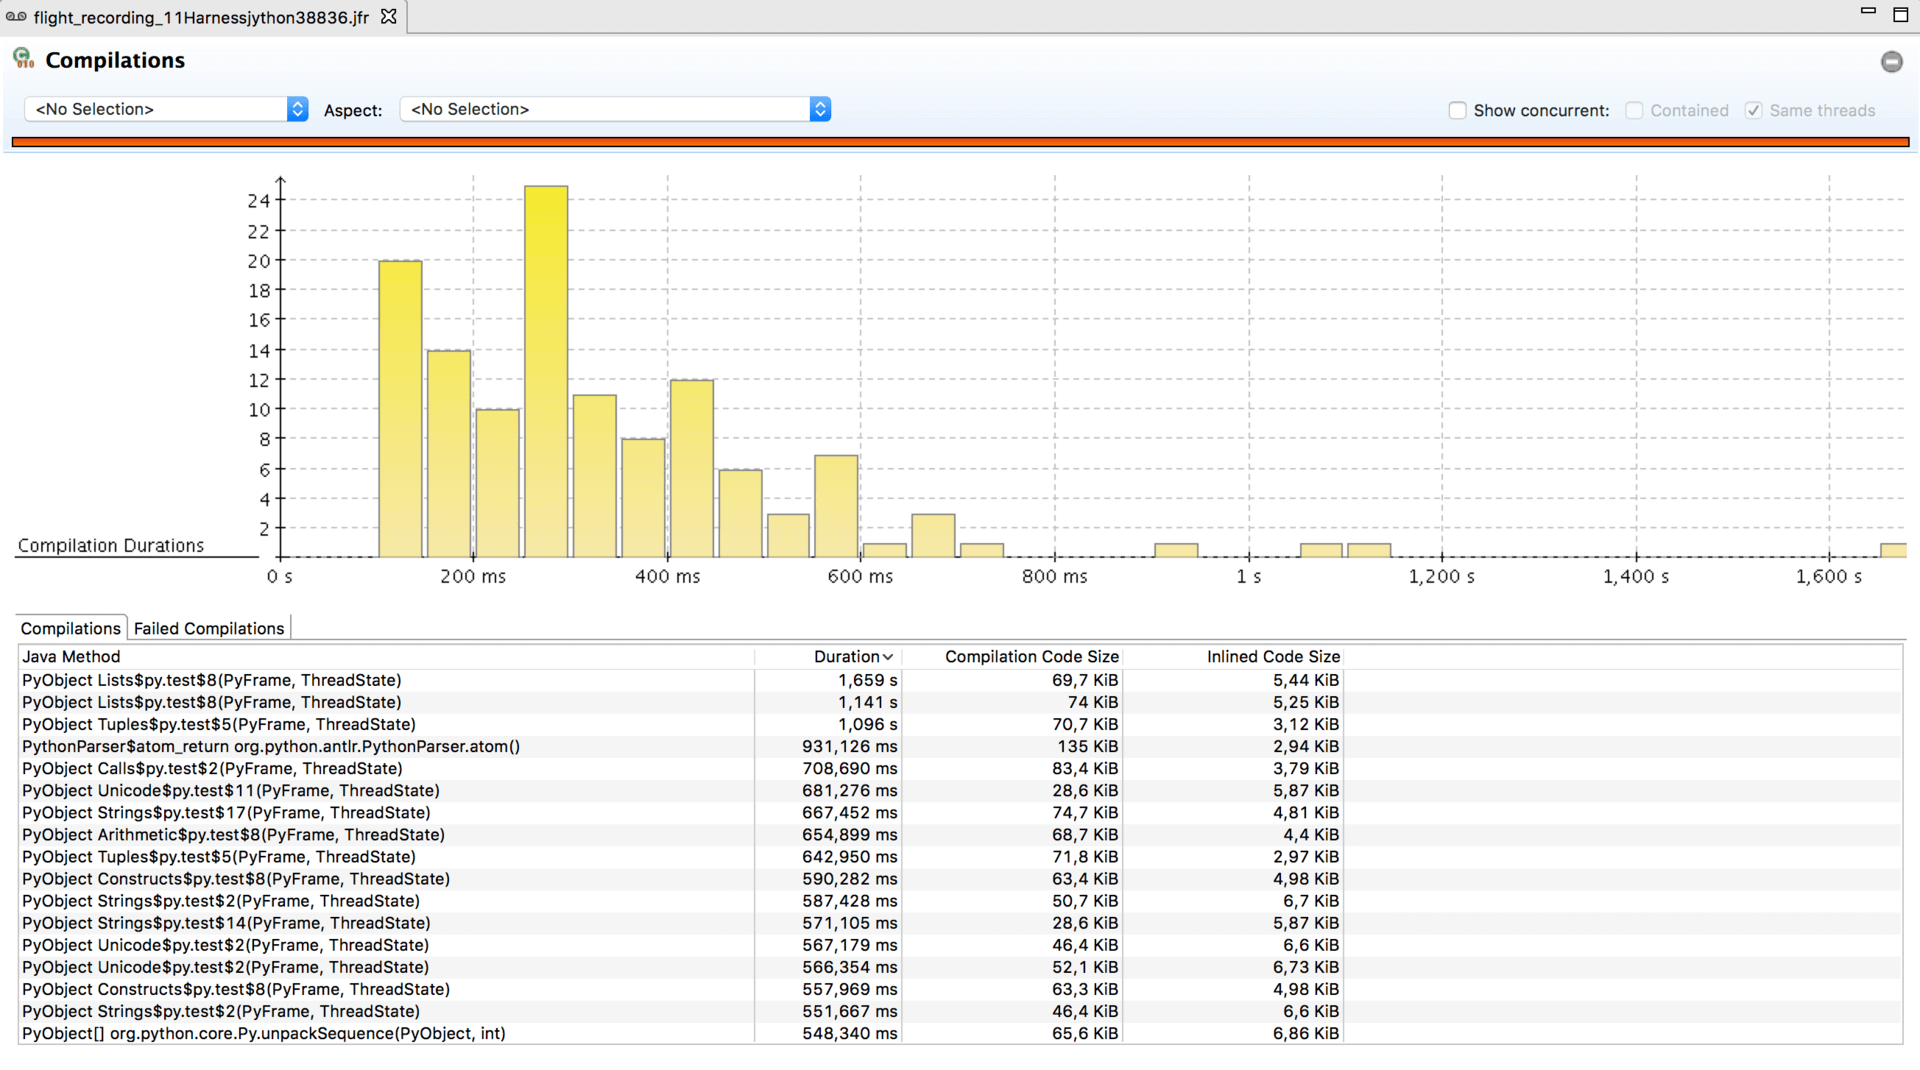 flight_recording_11Harnessjython38836.jfr
Compilations
<No Selection> Aspect: <No Selection> Show concurrent: Contained Same threads
24
22
20
18
16
14
12
10
8
6
4
2
Compilation Durations
0 s 200 ms 400 ms 600 ms 800 ms 1 s 1,200 s 1,400 s 1,600 s
Compilations Failed Compilations
Java Method Duration Compilation Code Size Inlined Code Size
PyObject Lists$py.test$8(PyFrame, ThreadState) 1,659 s 69,7 KiB 5,44 KiB
PyObject Lists$py.test$8(PyFrame, ThreadState) 1,141 s 74 KiB 5,25 KiB
PyObject Tuples$py.test$5(PyFrame, ThreadState) 1,096 s 70,7 KiB 3,12 KiB
PythonParser$atom_return org.python.antlr.PythonParser.atom() 931,126 ms 135 KiB 2,94 KiB
PyObject Calls$py.test$2(PyFrame, ThreadState) 708,690 ms 83,4 KiB 3,79 KiB
PyObject Unicode$py.test$11(PyFrame, ThreadState) 681,276 ms 28,6 KiB 5,87 KiB
PyObject Strings$py.test$17(PyFrame, ThreadState) 667,452 ms 74,7 KiB 4,81 KiB
PyObject Arithmetic$py.test$8(PyFrame, ThreadState) 654,899 ms 68,7 KiB 4,4 KiB
PyObject Tuples$py.test$5(PyFrame, ThreadState) 642,950 ms 71,8 KiB 2,97 KiB
PyObject Constructs$py.test$8(PyFrame, ThreadState) 590,282 ms 63,4 KiB 4,98 KiB
PyObject Strings$py.test$2(PyFrame, ThreadState) 587,428 ms 50,7 KiB 6,7 KiB
PyObject Strings$py.test$14(PyFrame, ThreadState) 571,105 ms 28,6 KiB 5,87 KiB
PyObject Unicode$py.test$2(PyFrame, ThreadState) 567,179 ms 46,4 KiB 6,6 KiB
PyObject Unicode$py.test$2(PyFrame, ThreadState) 566,354 ms 52,1 KiB 6,73 KiB
PyObject Constructs$py.test$8(PyFrame, ThreadState) 557,969 ms 63,3 KiB 4,98 KiB
PyObject Strings$py.test$2(PyFrame, ThreadState) 551,667 ms 46,4 KiB 6,6 KiB
PyObject[] org.python.core.Py.unpackSequence(PyObject, int) 548,340 ms 65,6 KiB 6,86 KiB